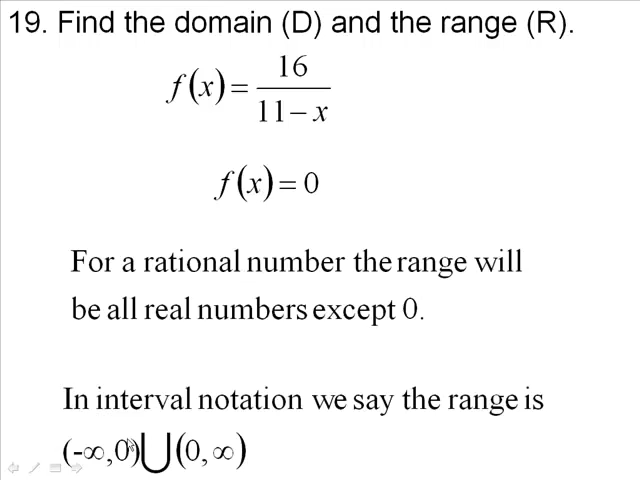 19. Find the domain (D) and the range (R).
f(x) = 16 / (11 − x)
f(x) = 0
For a rational number the range will
be all real numbers except 0.
In interval notation we say the range is
(-∞,0)⋃(0,∞)